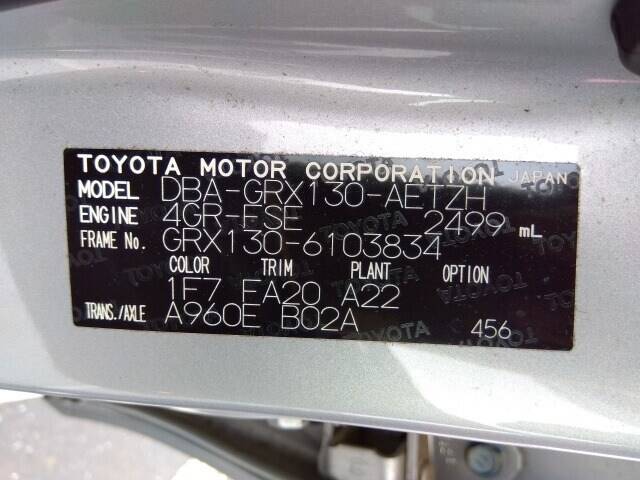 TOYOTA MOTOR CORPORATION JAPAN
MODEL DBA-GRX130-AETZH
ENGINE 4GR-FSE 2499 mL
FRAME No. GRX130-6103834
COLOR TRIM PLANT OPTION
1F7 FA20 A22
TRANS./AXLE A960E B02A 456